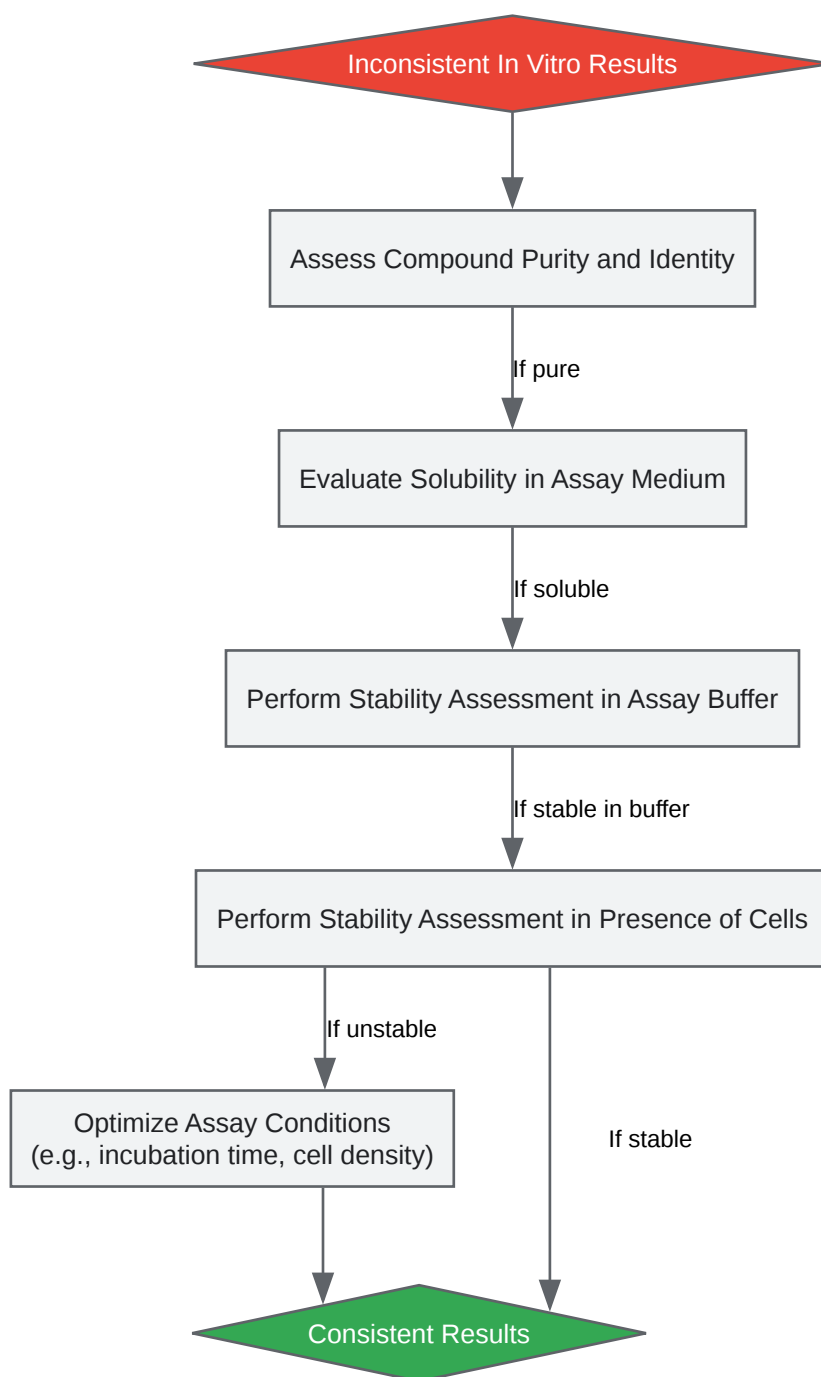 Inconsistent In Vitro Results
Assess Compound Purity and Identity
If pure
Evaluate Solubility in Assay Medium
If soluble
Perform Stability Assessment in Assay Buffer
If stable in buffer
Perform Stability Assessment in Presence of Cells
If unstable
Optimize Assay Conditions
(e.g., incubation time, cell density)
If stable
Consistent Results